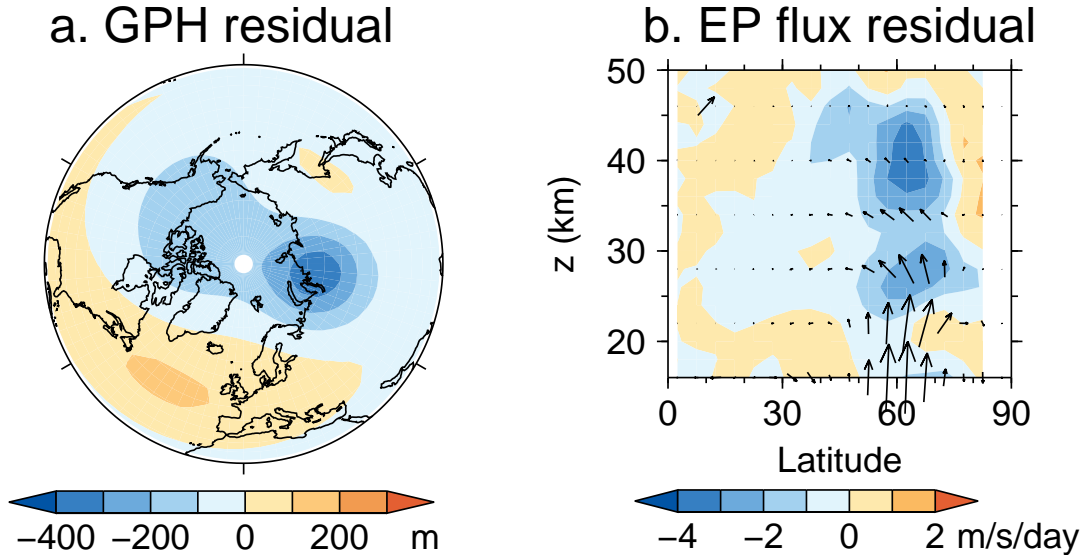 a. GPH residual
b. EP flux residual
50
40
30
20
z (km)
0 30 60 90
Latitude
−400 −200 0 200 m
−4 −2 0 2 m/s/day